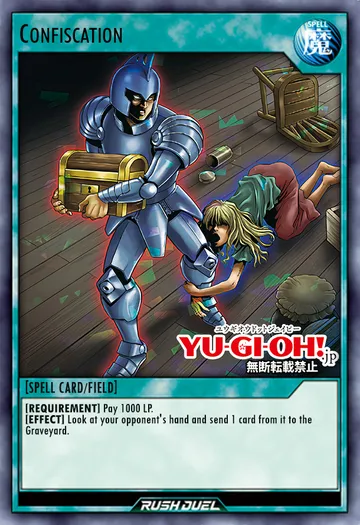 CONFISCATION
SPELL
魔
ユウギオウドットジェイピー
YU-GI-OH!.JP
無断転載禁止
[SPELL CARD/FIELD]
[REQUIREMENT] Pay 1000 LP.
[EFFECT] Look at your opponent's hand and send 1 card from it to the
Graveyard.
RUSH DUEL